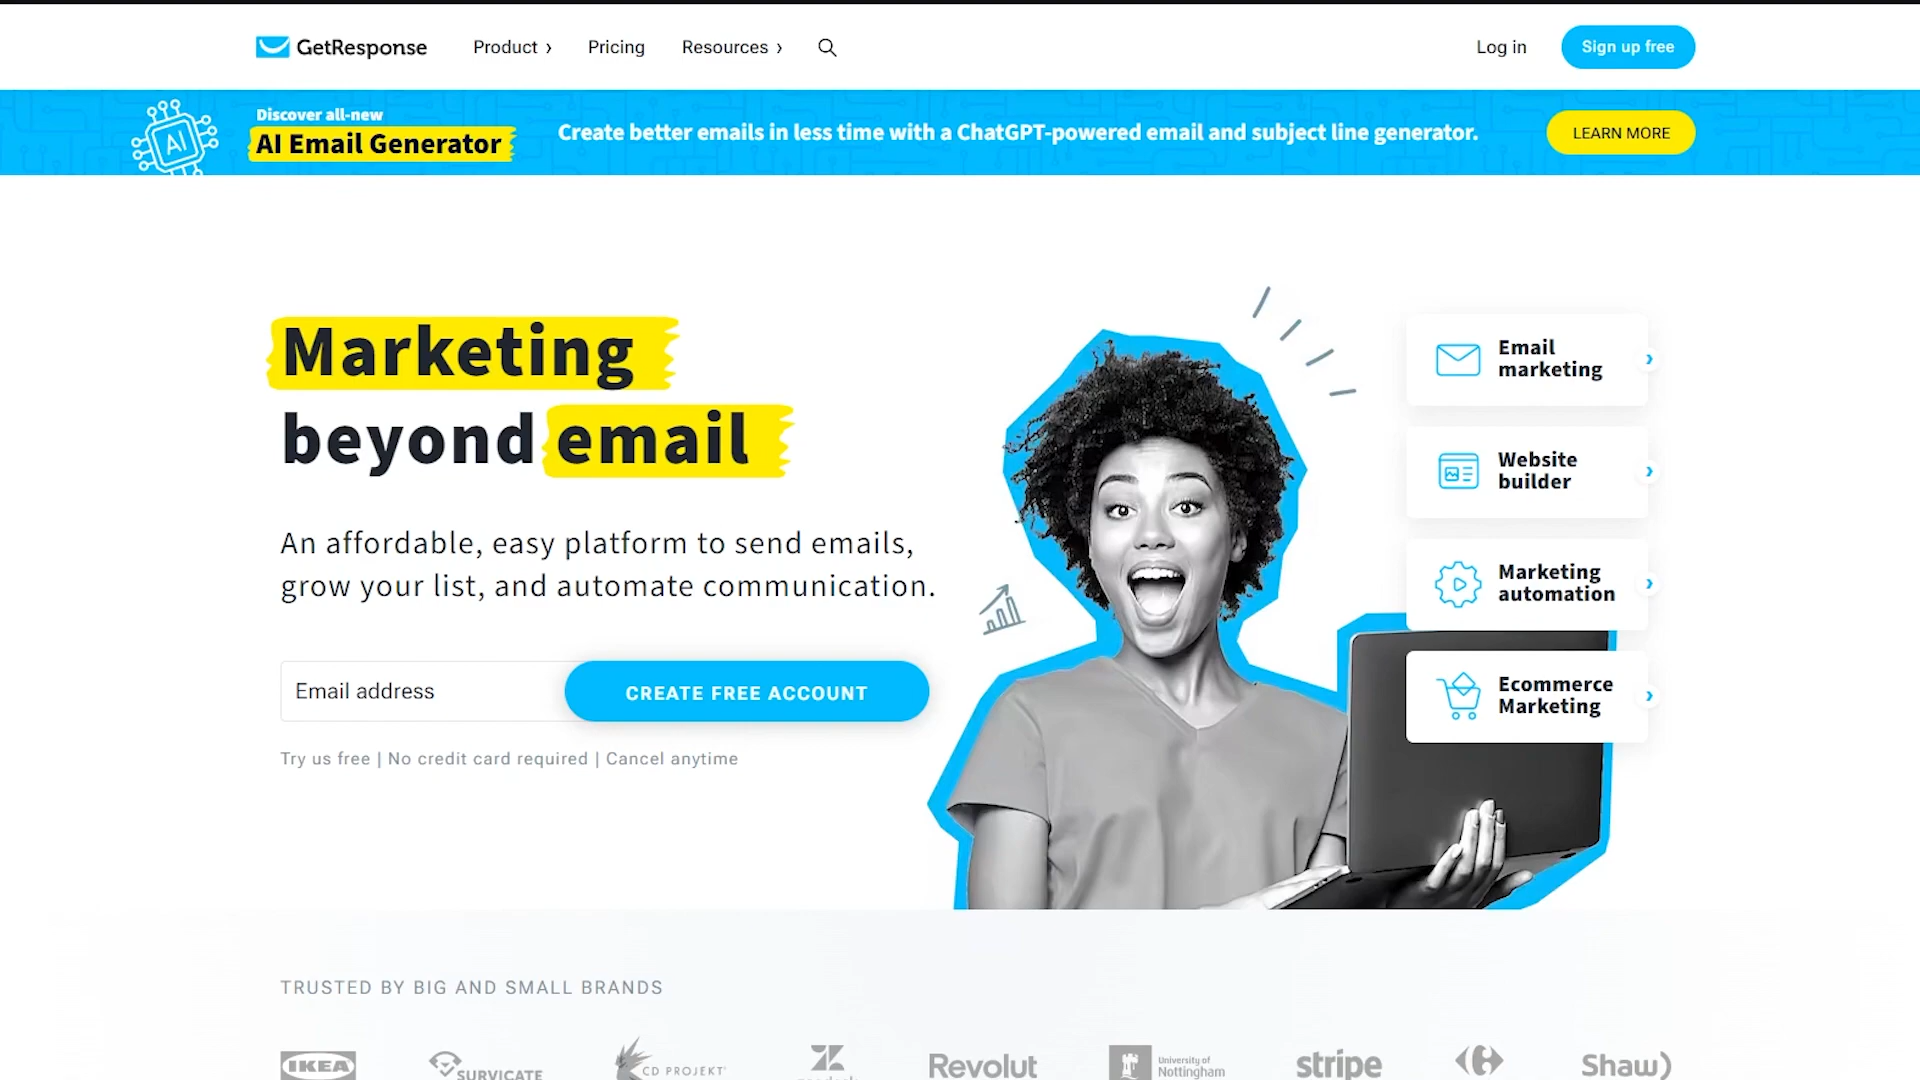 GetResponse Product Pricing Resources Log in Sign up free
Discover all-new
AI Email Generator
Create better emails in less time with a ChatGPT-powered email and subject line generator.
LEARN MORE
AI
Marketing
beyond email
An affordable, easy platform to send emails,
grow your list, and automate communication.
Email address
CREATE FREE ACCOUNT
Try us free | No credit card required | Cancel anytime
Email
marketing
Website
builder
Marketing
automation
Ecommerce
Marketing
TRUSTED BY BIG AND SMALL BRANDS
IKEA
SURVICATE
CD PROJEKT
Revolut
University of
Nottingham
stripe
Shaw)